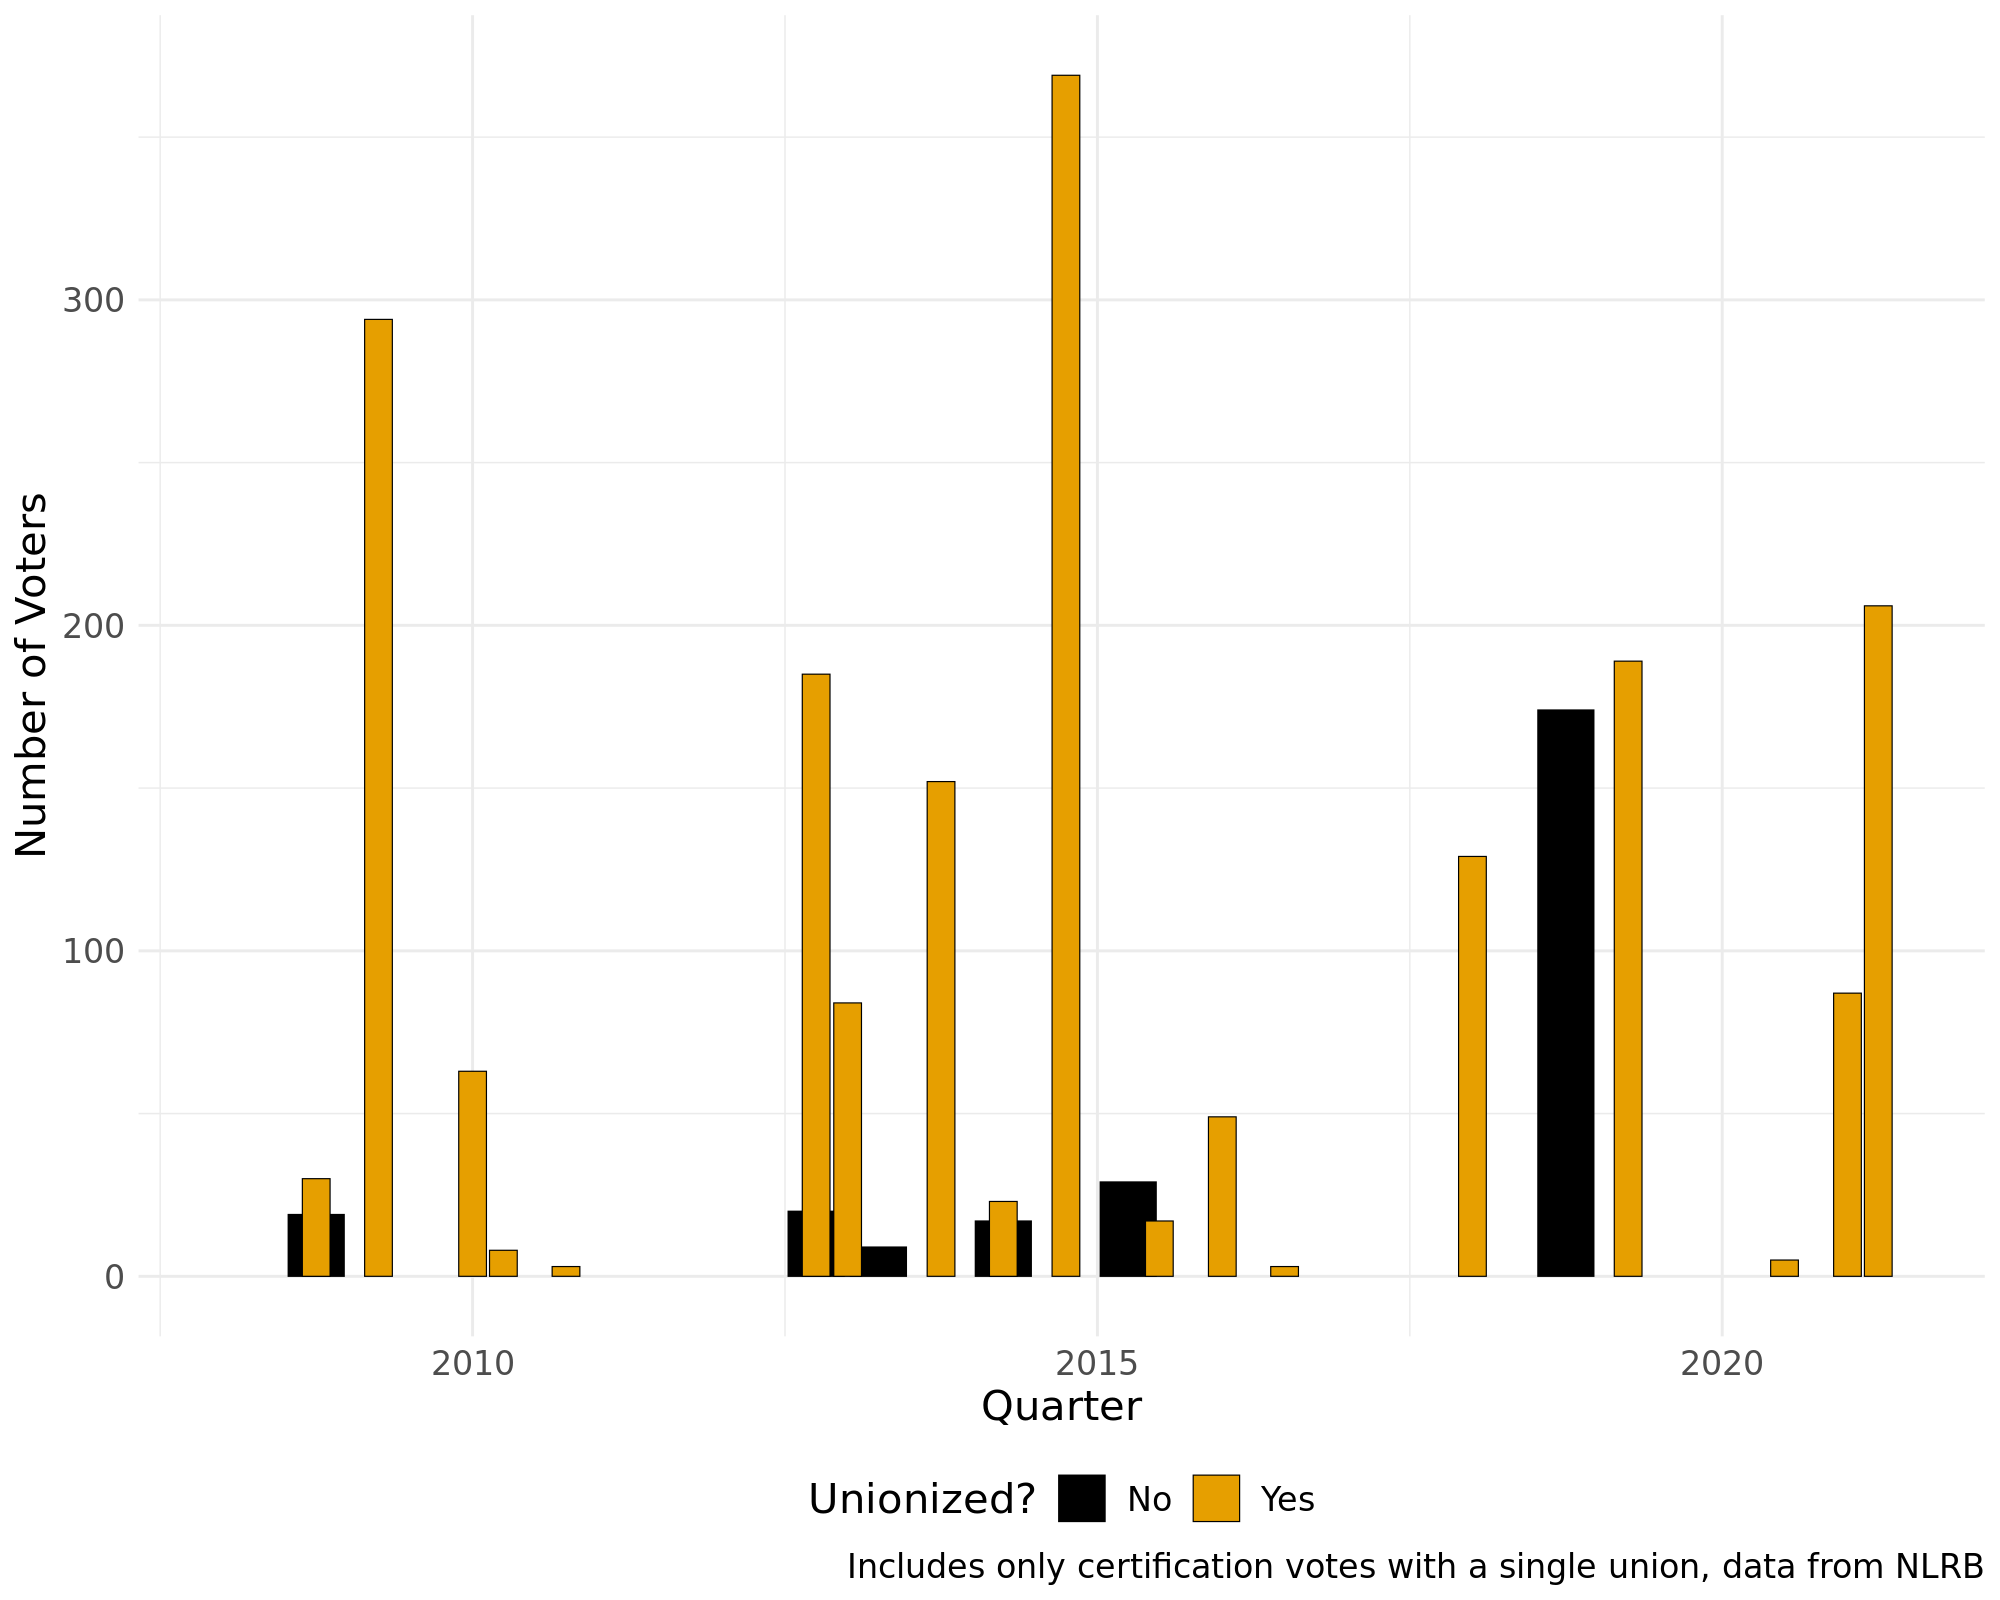 Number of Voters
300
200
100
0
2010
2015
2020
Quarter
Unionized? No Yes
Includes only certification votes with a single union, data from NLRB